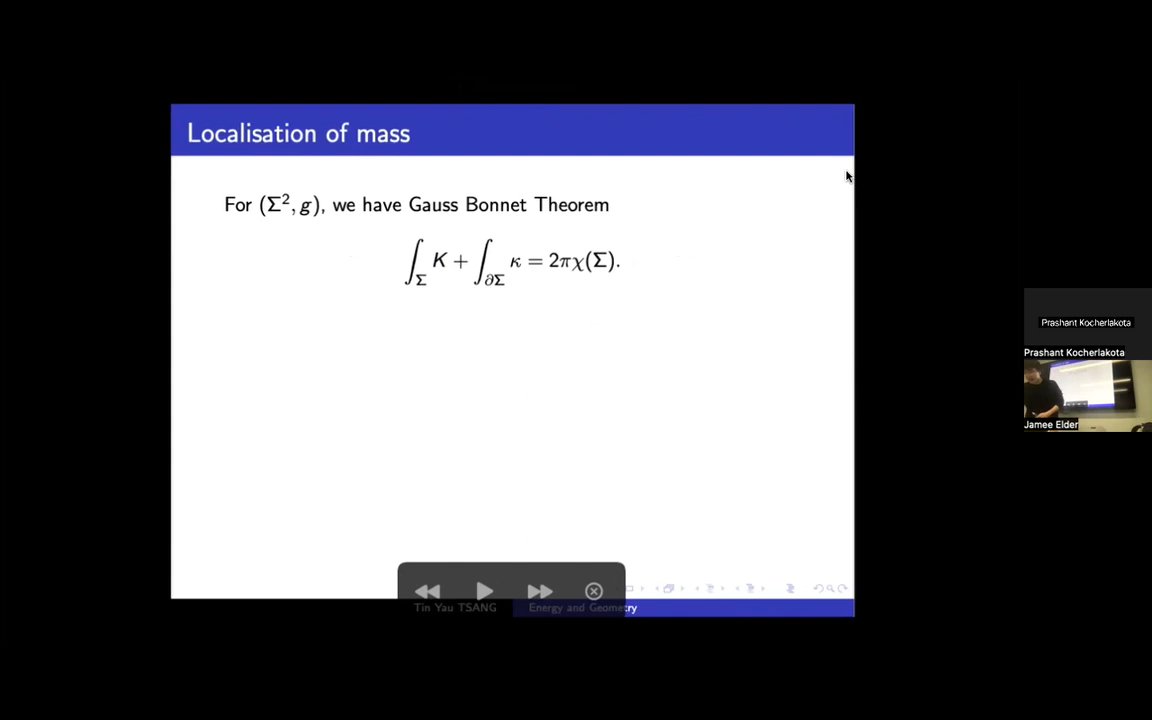 Localisation of mass
For (Σ², g), we have Gauss Bonnet Theorem
∫_Σ K + ∫_∂Σ κ = 2πχ(Σ).
Prashant Kocherlakota
Prashant Kocherlakota
Jamee Elder
Tin Yau TSANG Energy and Geometry